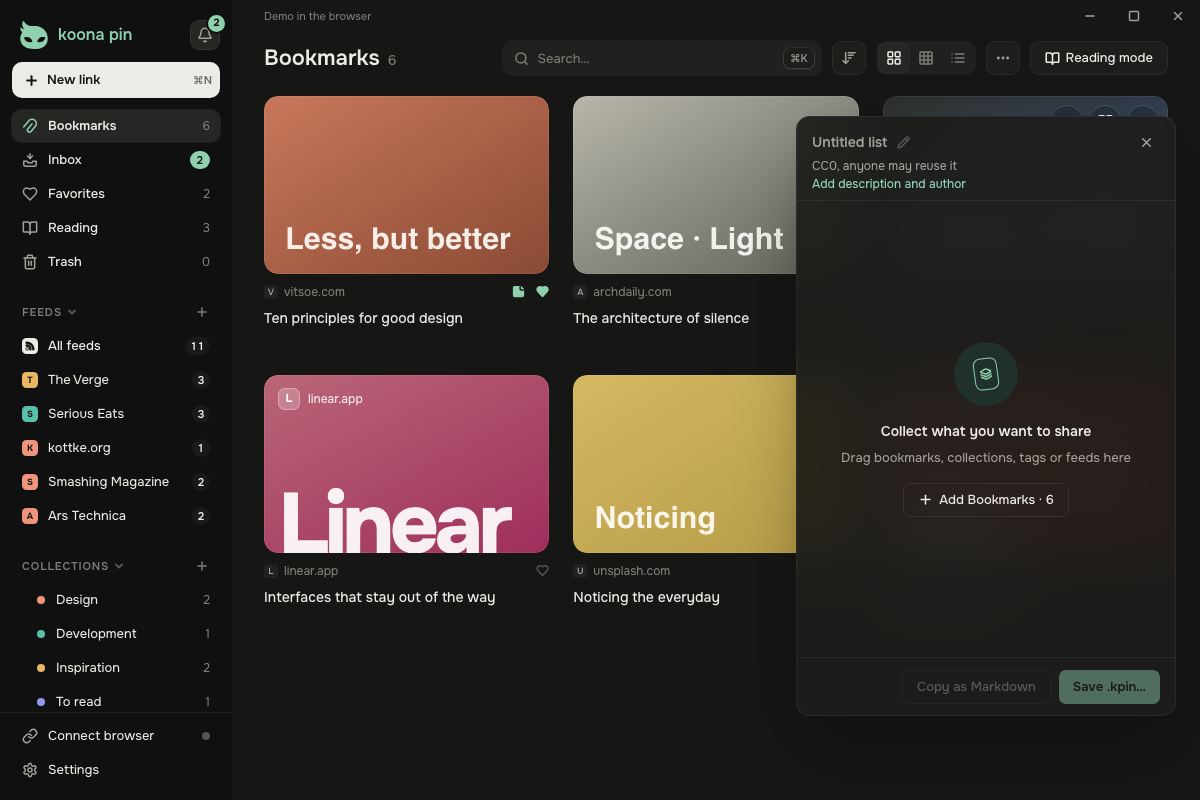 Demo in the browser
koona pin
2
New link
⌘N
Bookmarks
6
Inbox
2
Favorites
2
Reading
3
Trash
0
FEEDS
All feeds
11
T
The Verge
3
S
Serious Eats
3
K
kottke.org
1
S
Smashing Magazine
2
A
Ars Technica
2
COLLECTIONS
Design
2
Development
1
Inspiration
2
To read
1
Connect browser
Settings
Bookmarks 6
Search...
⌘K
Reading mode
Less, but better
V
vitsoe.com
Ten principles for good design
Space · Light
A
archdaily.com
The architecture of silence
L
linear.app
Linear
L
linear.app
Interfaces that stay out of the way
Noticing
U
unsplash.com
Noticing the everyday
Untitled list
CC0, anyone may reuse it
Add description and author
Collect what you want to share
Drag bookmarks, collections, tags or feeds here
Add Bookmarks · 6
Copy as Markdown
Save .kpin...